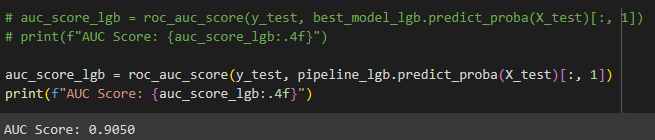 # auc_score_lgb = roc_auc_score(y_test, best_model_lgb.predict_proba(X_test)[:, 1])
# print(f"AUC Score: {auc_score_lgb:.4f}")
auc_score_lgb = roc_auc_score(y_test, pipeline_lgb.predict_proba(X_test)[:, 1])
print(f"AUC Score: {auc_score_lgb:.4f}")
AUC Score: 0.9050